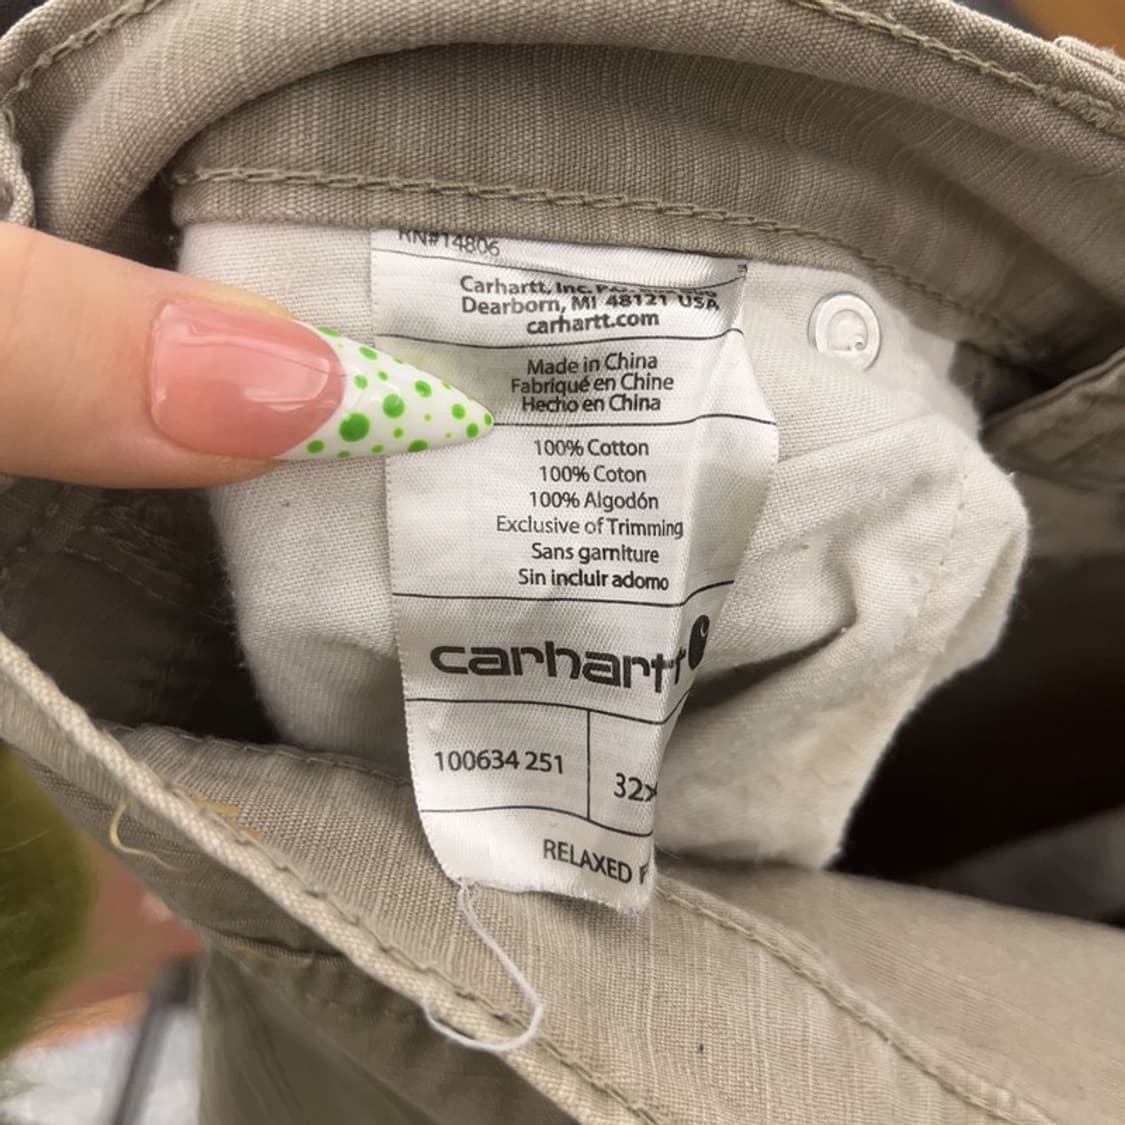 RN#14806
Carhartt, Inc.
Dearborn, MI 48121 USA
carhartt.com
Made in China
Fabriqué en Chine
Hecho en China
100% Cotton
100% Coton
100% Algodón
Exclusive of Trimming
Sans garniture
Sin incluir adorno
carhartt
100634 251
32x
RELAXED F